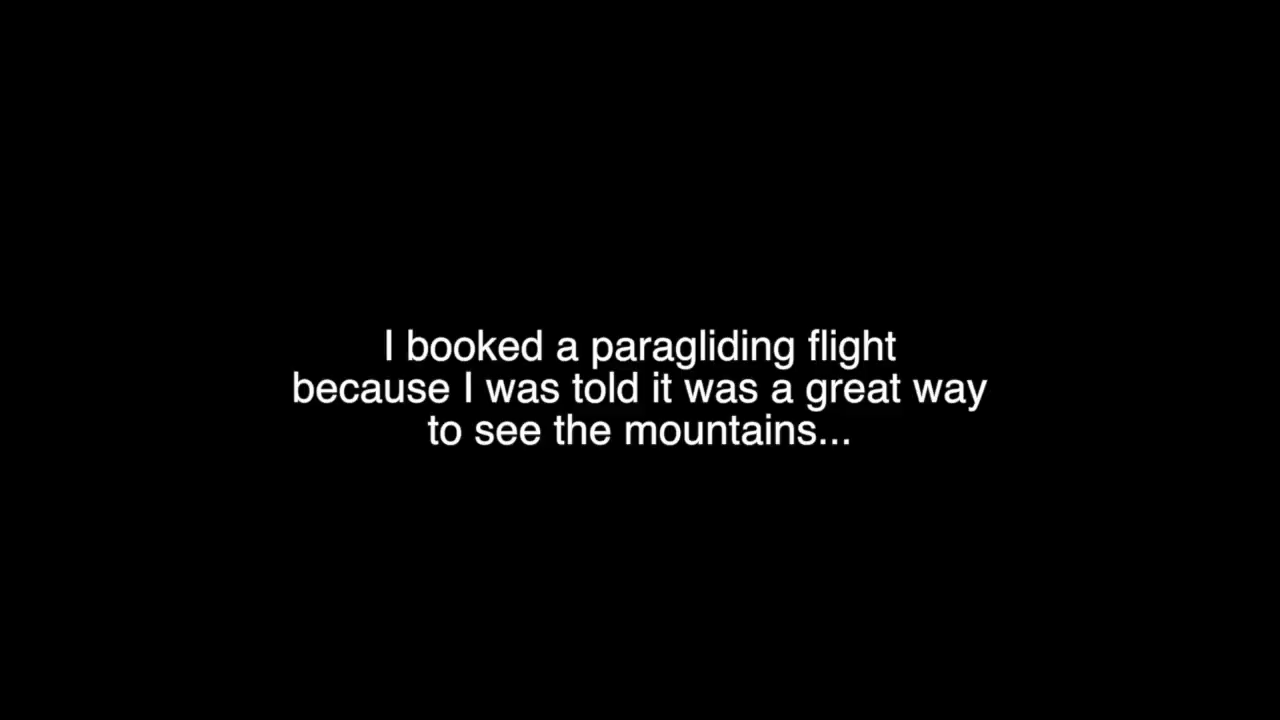 I booked a paragliding flight
because I was told it was a great way
to see the mountains...